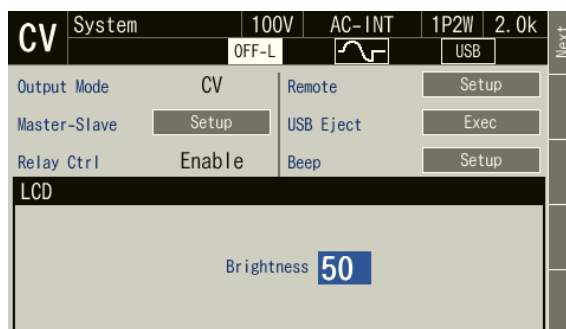 CV System 100V AC-INT 1P2W 2.0k
OFF-L USB
Next
Output Mode CV Remote Setup
Master-Slave Setup USB Eject Exec
Relay Ctrl Enable Beep Setup
LCD
Brightness 50